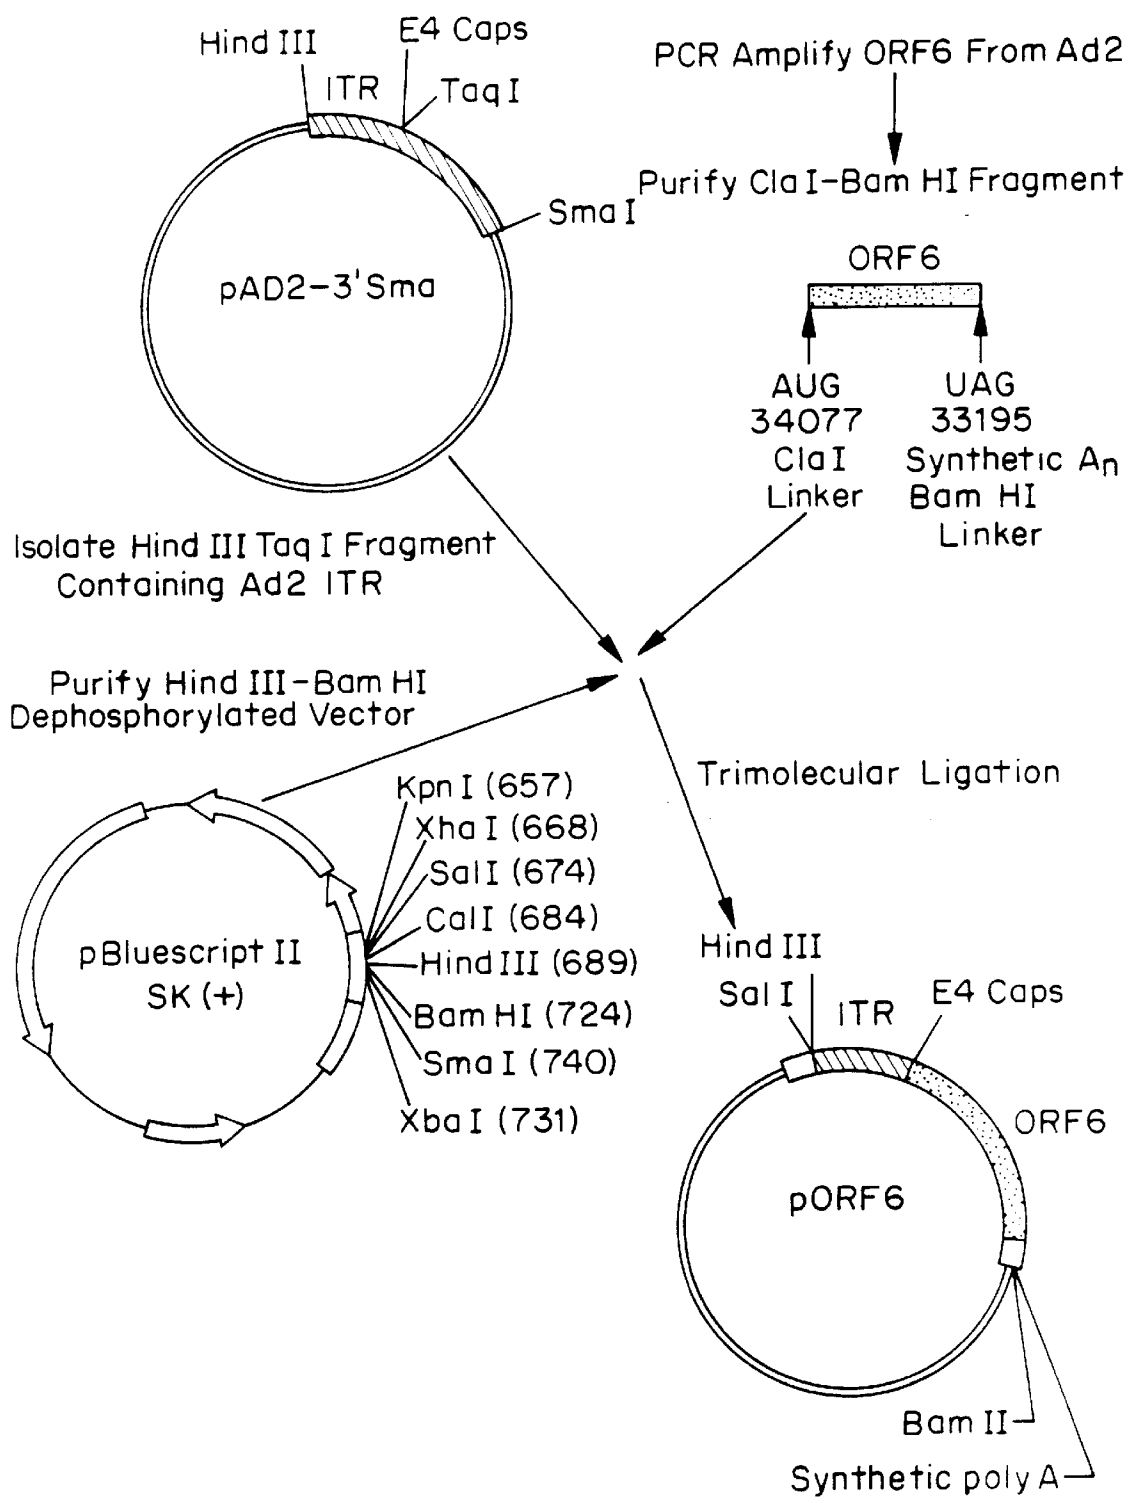 Hind III
E4 Caps
ITR
Taq I
Sma I
pAD2-3'Sma
PCR Amplify ORF6 From Ad2
Purify Cla I-Bam HI Fragment
ORF6
AUG
34077
Cla I
Linker
UAG
33195
Synthetic An
Bam HI
Linker
Isolate Hind III Taq I Fragment
Containing Ad2 ITR
Purify Hind III-Bam HI
Dephosphorylated Vector
Trimolecular Ligation
Kpn I (657)
Xha I (668)
Sal I (674)
Cal I (684)
Hind III (689)
Bam HI (724)
Sma I (740)
Xba I (731)
pBluescript II
SK (+)
Hind III
Sal I
ITR
E4 Caps
ORF6
pORF6
Bam II
Synthetic poly A